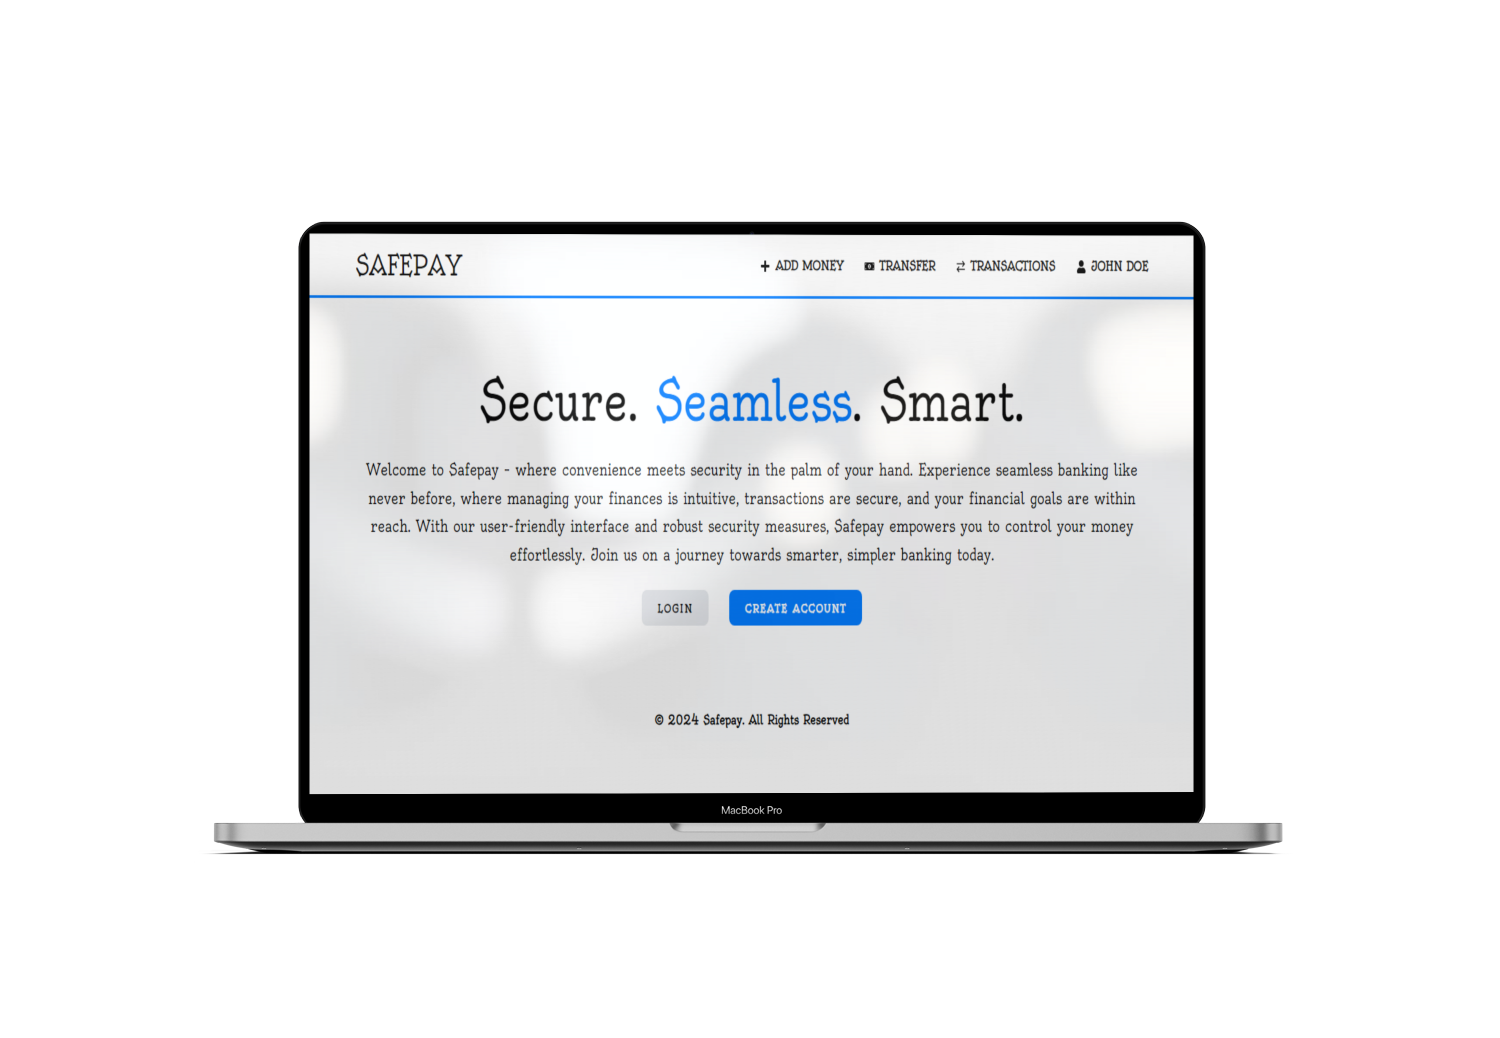 SAFEPAY
ADD MONEY TRANSFER TRANSACTIONS JOHN DOE
Secure. Seamless. Smart.
Welcome to Safepay - where convenience meets security in the palm of your hand. Experience seamless banking like
never before, where managing your finances is intuitive, transactions are secure, and your financial goals are within
reach. With our user-friendly interface and robust security measures, Safepay empowers you to control your money
effortlessly. Join us on a journey towards smarter, simpler banking today.
LOGIN CREATE ACCOUNT
© 2024 Safepay. All Rights Reserved
MacBook Pro